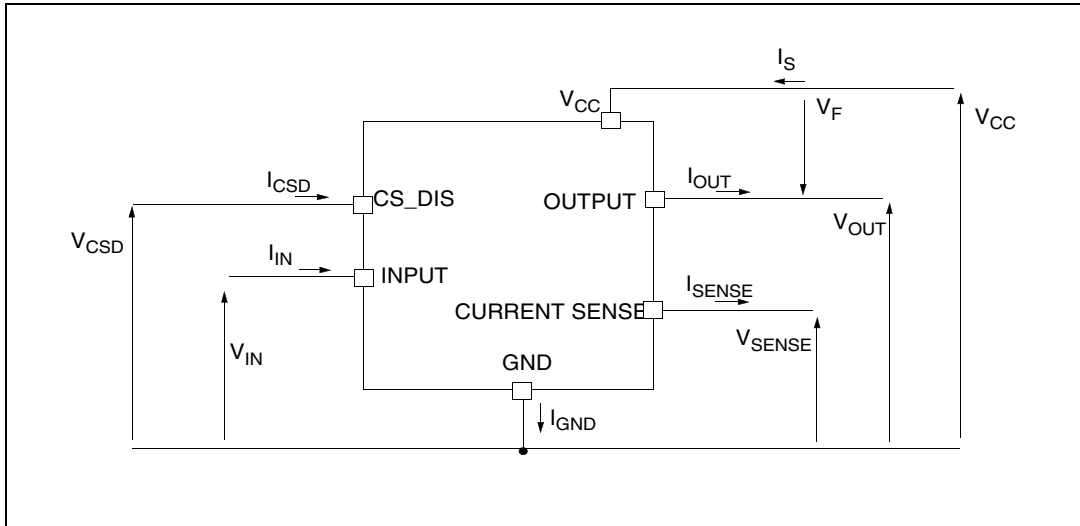 I_S
V_CC
V_F
V_CC
I_CSD
CS_DIS
I_OUT
OUTPUT
V_OUT
V_CSD
I_IN
INPUT
I_SENSE
CURRENT SENSE
V_SENSE
V_IN
GND
I_GND